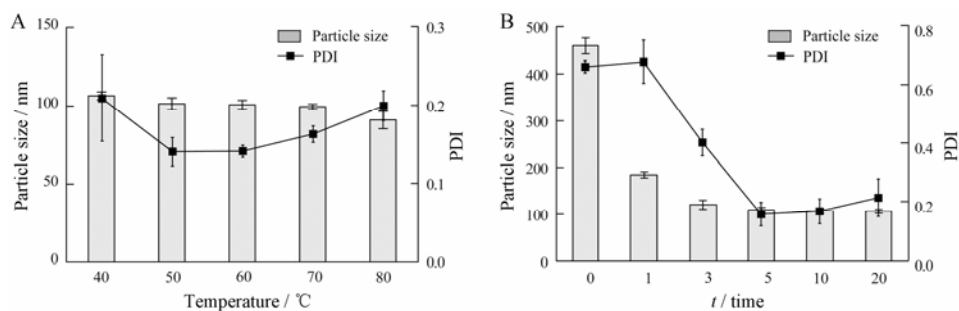 A
150
100
50
0
Particle size / nm
Particle size
PDI
0.3
0.2
0.1
0.0
PDI
40 50 60 70 80
Temperature / ℃
B
500
400
300
200
100
0
Particle size / nm
Particle size
PDI
0.8
0.6
0.4
0.2
0.0
PDI
0 1 3 5 10 20
t / time